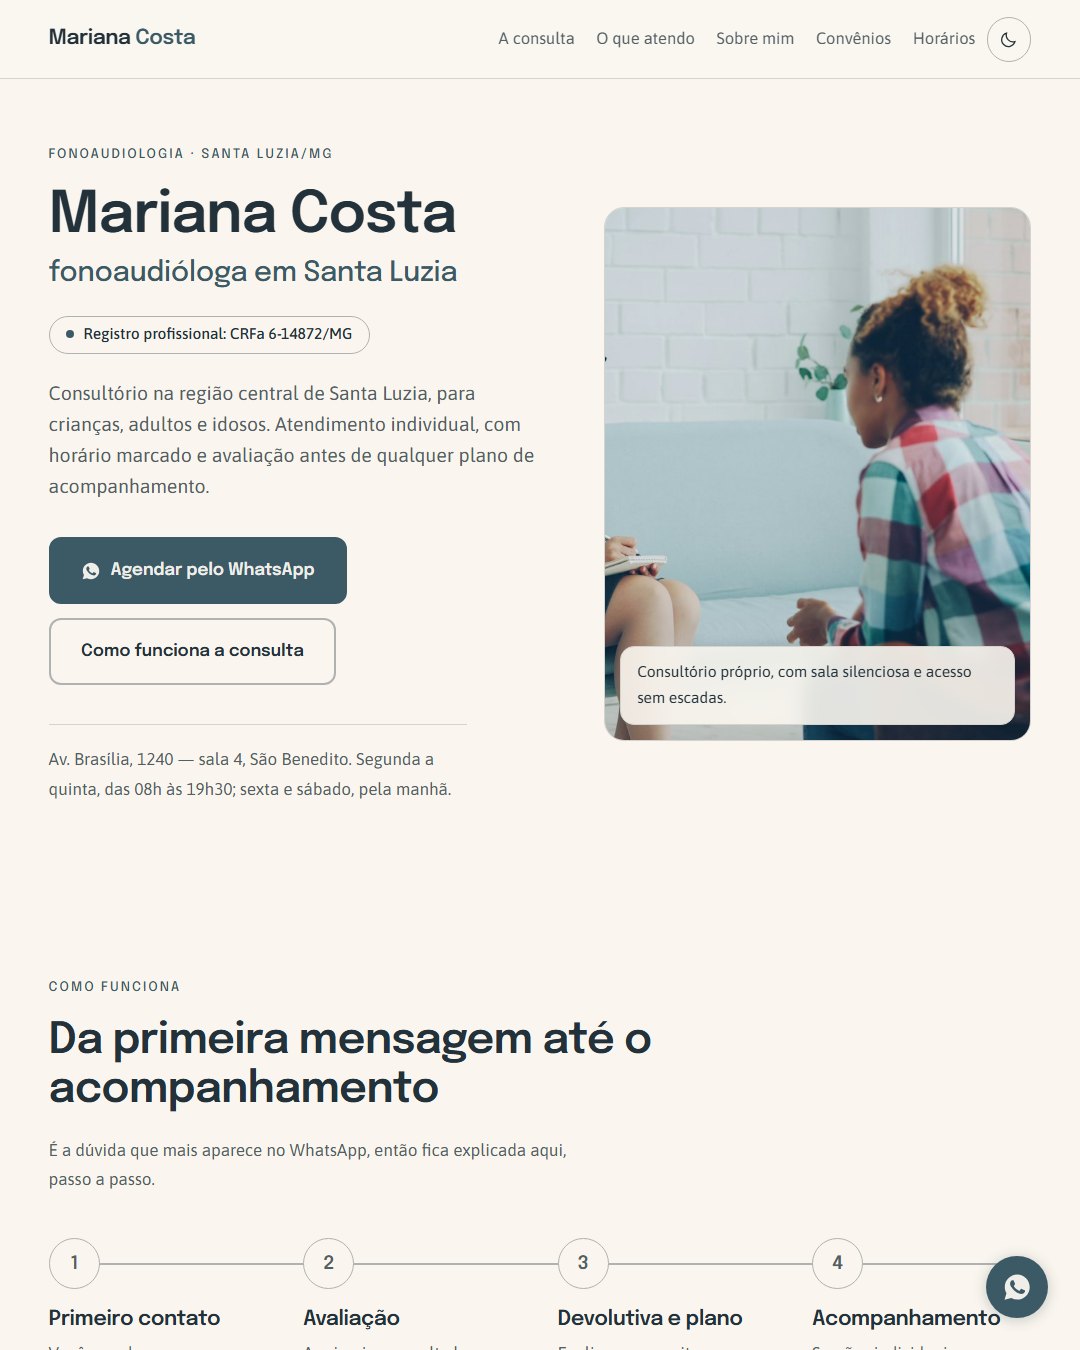 Mariana Costa
A consulta
O que atendo
Sobre mim
Convênios
Horários
FONOAUDIOLOGIA · SANTA LUZIA/MG
Mariana Costa
fonoaudióloga em Santa Luzia
Registro profissional: CRFa 6-14872/MG
Consultório na região central de Santa Luzia, para
crianças, adultos e idosos. Atendimento individual, com
horário marcado e avaliação antes de qualquer plano de
acompanhamento.
Agendar pelo WhatsApp
Como funciona a consulta
Av. Brasília, 1240 — sala 4, São Benedito. Segunda a
quinta, das 08h às 19h30; sexta e sábado, pela manhã.
Consultório próprio, com sala silenciosa e acesso
sem escadas.
COMO FUNCIONA
Da primeira mensagem até o
acompanhamento
É a dúvida que mais aparece no WhatsApp, então fica explicada aqui,
passo a passo.
1
2
3
4
Primeiro contato
Avaliação
Devolutiva e plano
Acompanhamento